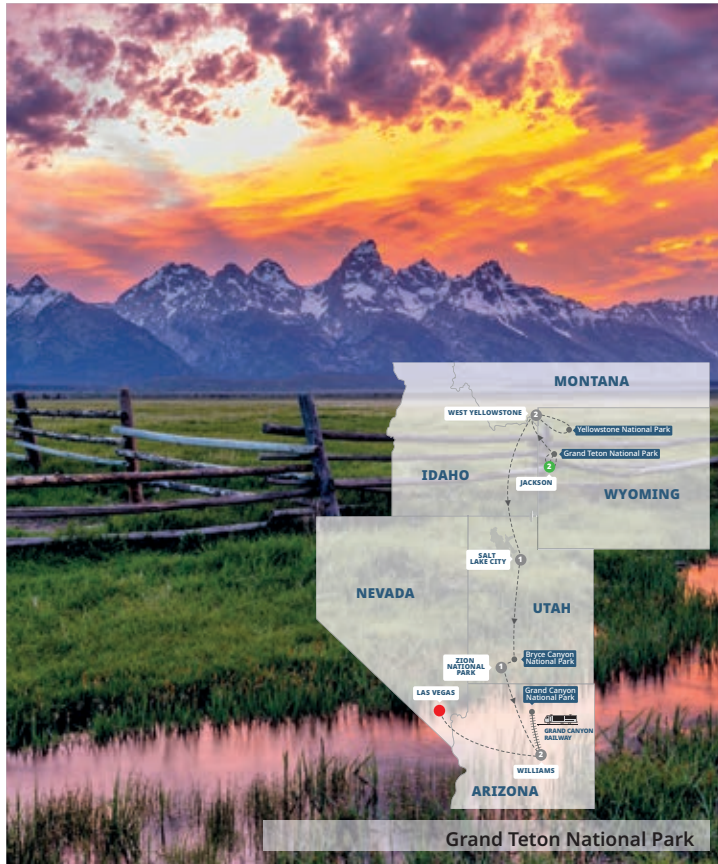 MONTANA
WEST YELLOWSTONE
2
Yellowstone National Park
Grand Teton National Park
2
JACKSON
IDAHO
WYOMING
SALT
LAKE CITY
1
NEVADA
UTAH
ZION
NATIONAL
PARK
1
Bryce Canyon
National Park
LAS VEGAS
Grand Canyon
National Park
GRAND CANYON
RAILWAY
2
WILLIAMS
ARIZONA
Grand Teton National Park